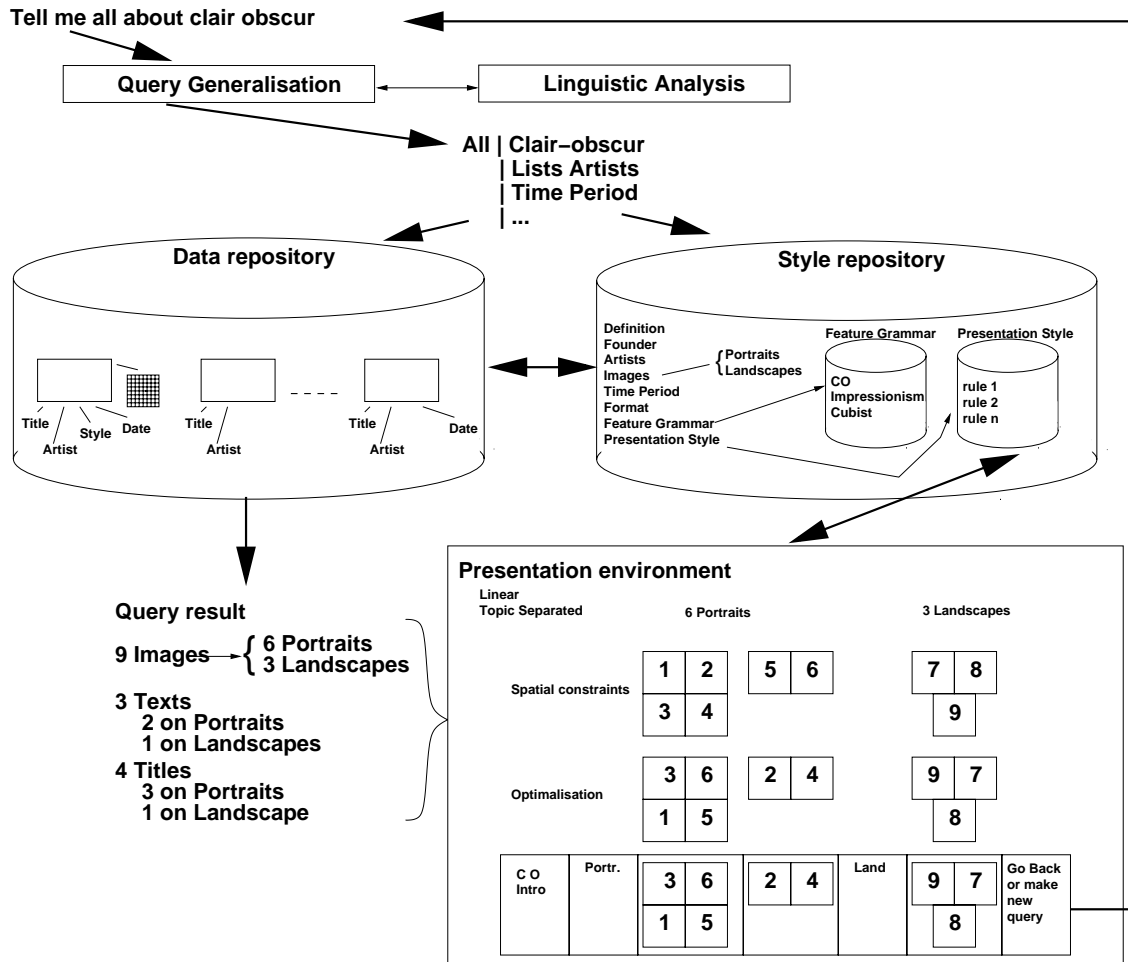 Tell me all about clair obscur
Query Generalisation
Linguistic Analysis
All | Clair–obscur
| Lists Artists
| Time Period
| ...
Data repository
Title
Artist
Style
Date
Title
Artist
– – – –
Title
Artist
Date
Style repository
Definition
Founder
Artists
Images
Time Period
Format
Feature Grammar
Presentation Style
{ Portraits
Landscapes
Feature Grammar
CO
Impressionism
Cubist
Presentation Style
rule 1
rule 2
rule n
Query result
9 Images
{ 6 Portraits
3 Landscapes
3 Texts
2 on Portraits
1 on Landscapes
4 Titles
3 on Portraits
1 on Landscape
Presentation environment
Linear
Topic Separated
6 Portraits
3 Landscapes
Spatial constraints
1 2 5 6 7 8
3 4 9
Optimalisation
3 6 2 4 9 7
1 5 8
C O
Intro
Portr.
3 6
1 5
2 4
Land
9 7
8
Go Back
or make
new
query